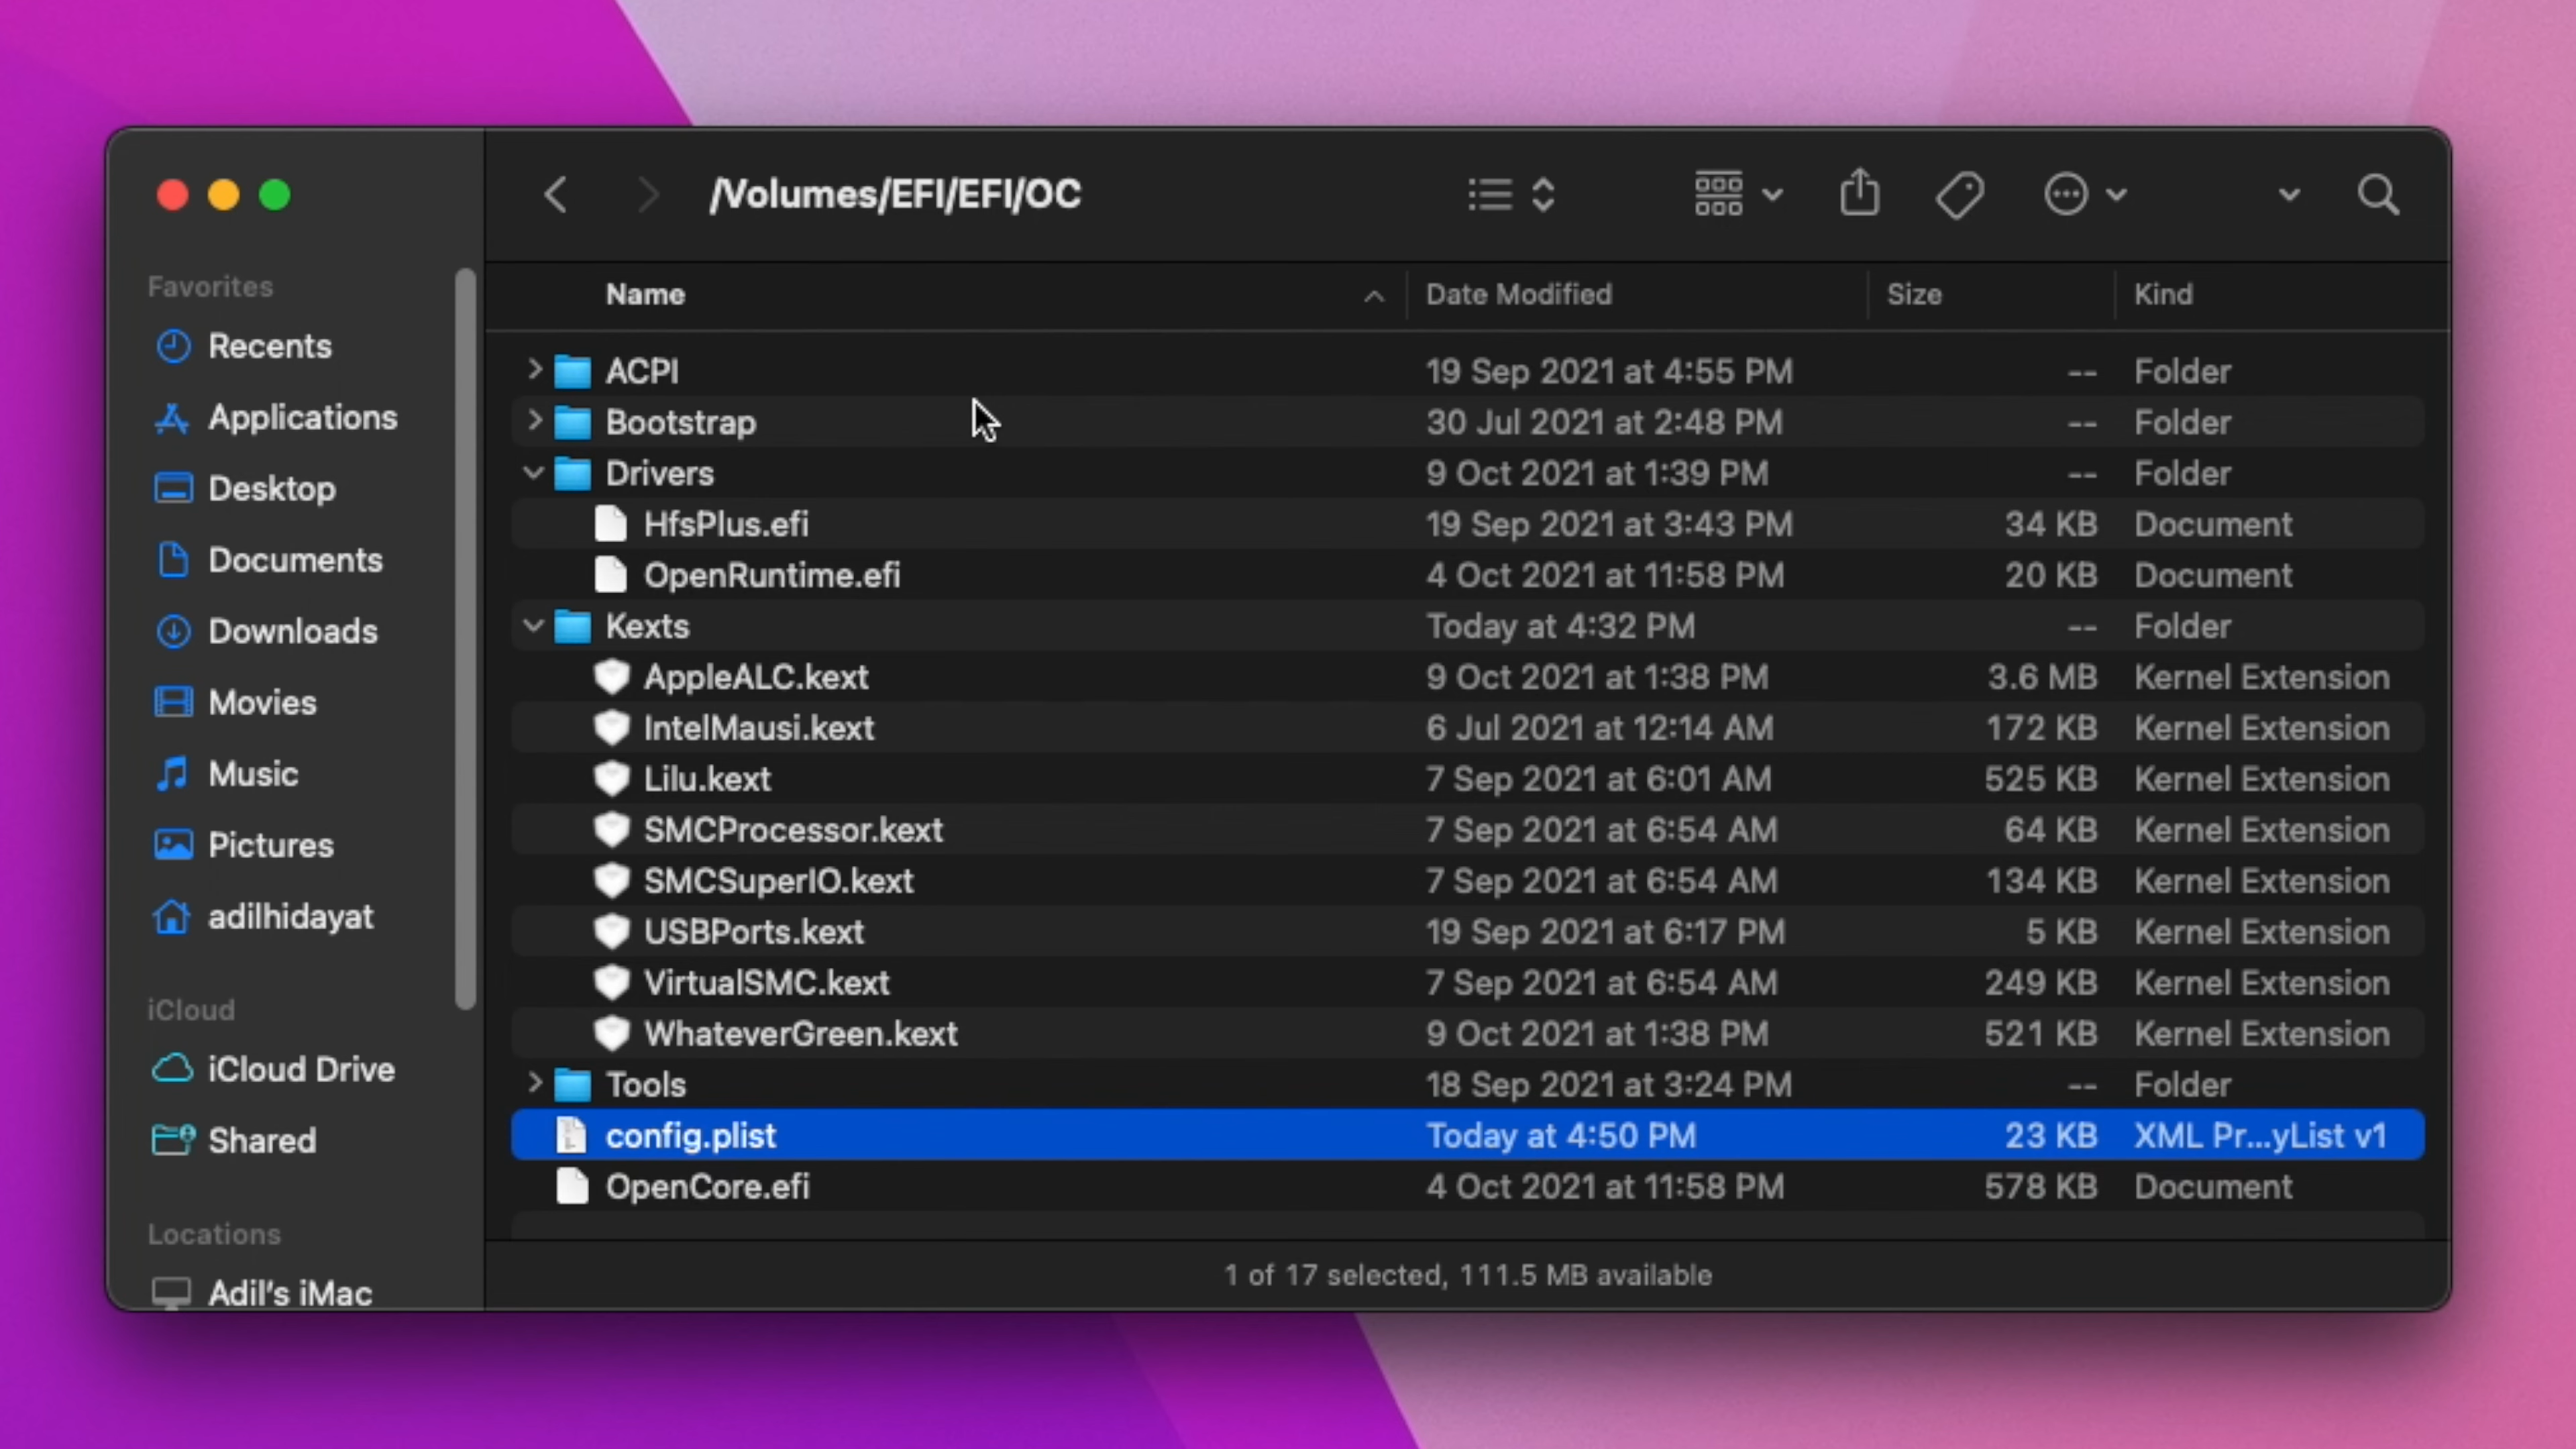 /Volumes/EFI/EFI/OC
Favorites
Recents
Applications
Desktop
Documents
Downloads
Movies
Music
Pictures
adilhidayat
iCloud
iCloud Drive
Shared
Locations
Adil's iMac
Name Date Modified Size Kind
ACPI 19 Sep 2021 at 4:55 PM -- Folder
Bootstrap 30 Jul 2021 at 2:48 PM -- Folder
Drivers 9 Oct 2021 at 1:39 PM -- Folder
HfsPlus.efi 19 Sep 2021 at 3:43 PM 34 KB Document
OpenRuntime.efi 4 Oct 2021 at 11:58 PM 20 KB Document
Kexts Today at 4:32 PM -- Folder
AppleALC.kext 9 Oct 2021 at 1:38 PM 3.6 MB Kernel Extension
IntelMausi.kext 6 Jul 2021 at 12:14 AM 172 KB Kernel Extension
Lilu.kext 7 Sep 2021 at 6:01 AM 525 KB Kernel Extension
SMCProcessor.kext 7 Sep 2021 at 6:54 AM 64 KB Kernel Extension
SMCSuperIO.kext 7 Sep 2021 at 6:54 AM 134 KB Kernel Extension
USBPorts.kext 19 Sep 2021 at 6:17 PM 5 KB Kernel Extension
VirtualSMC.kext 7 Sep 2021 at 6:54 AM 249 KB Kernel Extension
WhateverGreen.kext 9 Oct 2021 at 1:38 PM 521 KB Kernel Extension
Tools 18 Sep 2021 at 3:24 PM -- Folder
config.plist Today at 4:50 PM 23 KB XML Pr...yList v1
OpenCore.efi 4 Oct 2021 at 11:58 PM 578 KB Document
1 of 17 selected, 111.5 MB available